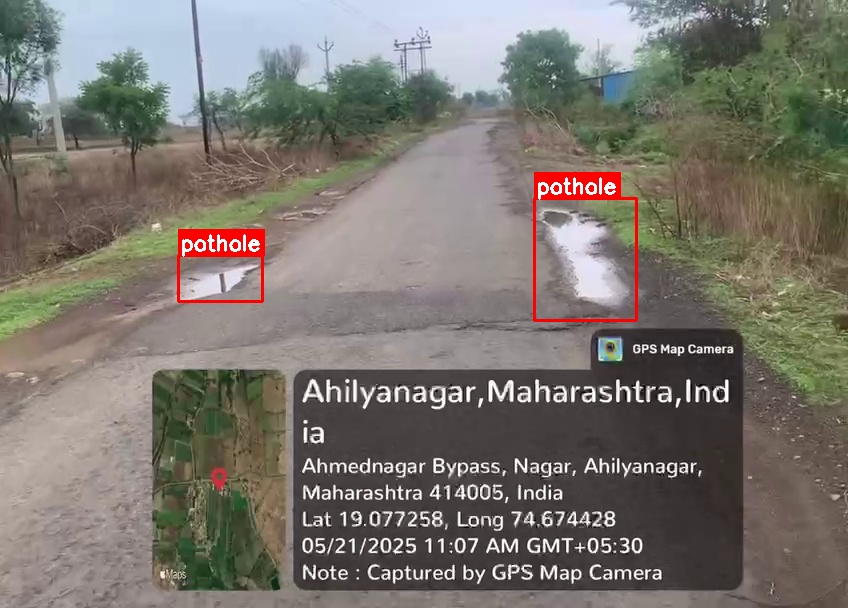 pothole
pothole
GPS Map Camera
Ahilyanagar,Maharashtra,Ind
ia
Ahmednagar Bypass, Nagar, Ahilyanagar,
Maharashtra 414005, India
Lat 19.077258, Long 74.674428
05/21/2025 11:07 AM GMT+05:30
Note : Captured by GPS Map Camera
Maps